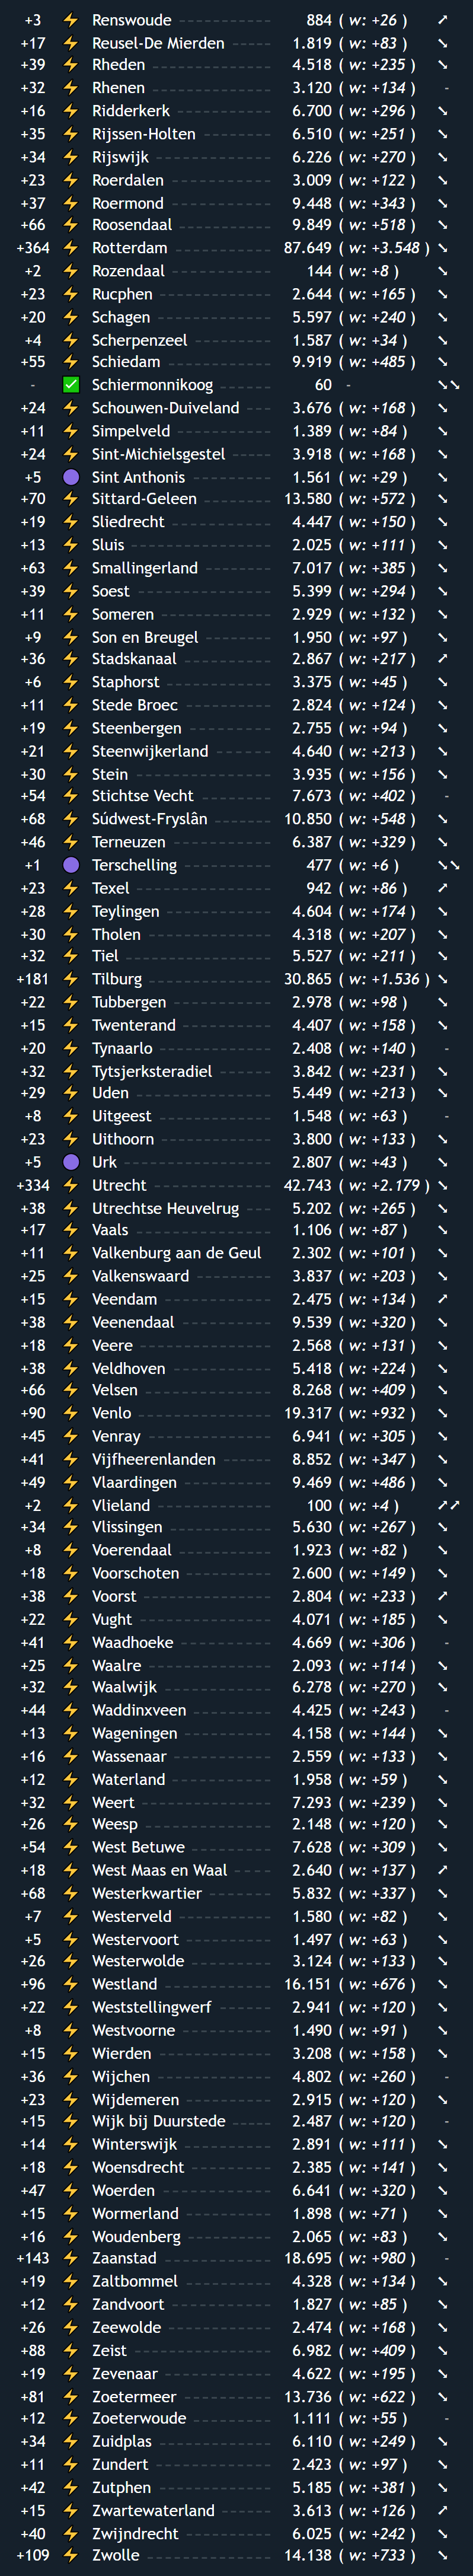 +3 ⚡ Renswoude 884 ( w: +26 ) ➚
+17 ⚡ Reusel-De Mierden 1.819 ( w: +83 ) ➘
+39 ⚡ Rheden 4.518 ( w: +235 ) ➘
+32 ⚡ Rhenen 3.120 ( w: +134 ) -
+16 ⚡ Ridderkerk 6.700 ( w: +296 ) ➘
+35 ⚡ Rijssen-Holten 6.510 ( w: +251 ) ➘
+34 ⚡ Rijswijk 6.226 ( w: +270 ) ➘
+23 ⚡ Roerdalen 3.009 ( w: +122 ) ➘
+37 ⚡ Roermond 9.448 ( w: +343 ) ➘
+66 ⚡ Roosendaal 9.849 ( w: +518 ) ➘
+364 ⚡ Rotterdam 87.649 ( w: +3.548 ) ➘
+2 ⚡ Rozendaal 144 ( w: +8 ) ➘
+23 ⚡ Rucphen 2.644 ( w: +165 ) ➘
+20 ⚡ Schagen 5.597 ( w: +240 ) ➘
+4 ⚡ Scherpenzeel 1.587 ( w: +34 ) ➘
+55 ⚡ Schiedam 9.919 ( w: +485 ) ➘
- ✅ Schiermonnikoog 60 - ➘➘
+24 ⚡ Schouwen-Duiveland 3.676 ( w: +168 ) ➘
+11 ⚡ Simpelveld 1.389 ( w: +84 ) ➘
+24 ⚡ Sint-Michielsgestel 3.918 ( w: +168 ) ➘
+5 🟣 Sint Anthonis 1.561 ( w: +29 ) ➘
+70 ⚡ Sittard-Geleen 13.580 ( w: +572 ) ➘
+19 ⚡ Sliedrecht 4.447 ( w: +150 ) ➘
+13 ⚡ Sluis 2.025 ( w: +111 ) ➘
+63 ⚡ Smallingerland 7.017 ( w: +385 ) ➘
+39 ⚡ Soest 5.399 ( w: +294 ) ➘
+11 ⚡ Someren 2.929 ( w: +132 ) ➘
+9 ⚡ Son en Breugel 1.950 ( w: +97 ) ➘
+36 ⚡ Stadskanaal 2.867 ( w: +217 ) ➚
+6 ⚡ Staphorst 3.375 ( w: +45 ) ➘
+11 ⚡ Stede Broec 2.824 ( w: +124 ) ➘
+19 ⚡ Steenbergen 2.755 ( w: +94 ) ➘
+21 ⚡ Steenwijkerland 4.640 ( w: +213 ) ➘
+30 ⚡ Stein 3.935 ( w: +156 ) ➘
+54 ⚡ Stichtse Vecht 7.673 ( w: +402 ) -
+68 ⚡ Súdwest-Fryslân 10.850 ( w: +548 ) ➘
+46 ⚡ Terneuzen 6.387 ( w: +329 ) ➘
+1 🟣 Terschelling 477 ( w: +6 ) ➘➘
+23 ⚡ Texel 942 ( w: +86 ) ➚
+28 ⚡ Teylingen 4.604 ( w: +174 ) ➘
+30 ⚡ Tholen 4.318 ( w: +207 ) ➘
+32 ⚡ Tiel 5.527 ( w: +211 ) ➘
+181 ⚡ Tilburg 30.865 ( w: +1.536 ) ➘
+22 ⚡ Tubbergen 2.978 ( w: +98 ) ➘
+15 ⚡ Twenterand 4.407 ( w: +158 ) ➘
+20 ⚡ Tynaarlo 2.408 ( w: +140 ) -
+32 ⚡ Tytsjerksteradiel 3.842 ( w: +231 ) ➘
+29 ⚡ Uden 5.449 ( w: +213 ) ➘
+8 ⚡ Uitgeest 1.548 ( w: +63 ) -
+23 ⚡ Uithoorn 3.800 ( w: +133 ) ➘
+5 🟣 Urk 2.807 ( w: +43 ) ➘
+334 ⚡ Utrecht 42.743 ( w: +2.179 ) ➘
+38 ⚡ Utrechtse Heuvelrug 5.202 ( w: +265 ) ➘
+17 ⚡ Vaals 1.106 ( w: +87 ) ➘
+11 ⚡ Valkenburg aan de Geul 2.302 ( w: +101 ) ➘
+25 ⚡ Valkenswaard 3.837 ( w: +203 ) ➘
+15 ⚡ Veendam 2.475 ( w: +134 ) ➚
+38 ⚡ Veenendaal 9.539 ( w: +320 ) ➘
+18 ⚡ Veere 2.568 ( w: +131 ) ➘
+38 ⚡ Veldhoven 5.418 ( w: +224 ) ➘
+66 ⚡ Velsen 8.268 ( w: +409 ) ➘
+90 ⚡ Venlo 19.317 ( w: +932 ) ➘
+45 ⚡ Venray 6.941 ( w: +305 ) ➘
+41 ⚡ Vijfheerenlanden 8.852 ( w: +347 ) ➘
+49 ⚡ Vlaardingen 9.469 ( w: +486 ) ➘
+2 ⚡ Vlieland 100 ( w: +4 ) ➚➚
+34 ⚡ Vlissingen 5.630 ( w: +267 ) ➘
+8 ⚡ Voerendaal 1.923 ( w: +82 ) ➘
+18 ⚡ Voorschoten 2.600 ( w: +149 ) ➘
+38 ⚡ Voorst 2.804 ( w: +233 ) ➚
+22 ⚡ Vught 4.071 ( w: +185 ) ➘
+41 ⚡ Waadhoeke 4.669 ( w: +306 ) -
+25 ⚡ Waalre 2.093 ( w: +114 ) ➘
+32 ⚡ Waalwijk 6.278 ( w: +270 ) ➘
+44 ⚡ Waddinxveen 4.425 ( w: +243 ) -
+13 ⚡ Wageningen 4.158 ( w: +144 ) ➘
+16 ⚡ Wassenaar 2.559 ( w: +133 ) ➘
+12 ⚡ Waterland 1.958 ( w: +59 ) ➘
+32 ⚡ Weert 7.293 ( w: +239 ) ➘
+26 ⚡ Weesp 2.148 ( w: +120 ) ➘
+54 ⚡ West Betuwe 7.628 ( w: +309 ) ➘
+18 ⚡ West Maas en Waal 2.640 ( w: +137 ) ➚
+68 ⚡ Westerkwartier 5.832 ( w: +337 ) ➘
+7 ⚡ Westerveld 1.580 ( w: +82 ) ➘
+5 ⚡ Westervoort 1.497 ( w: +63 ) ➘
+26 ⚡ Westerwolde 3.124 ( w: +133 ) ➘
+96 ⚡ Westland 16.151 ( w: +676 ) ➘
+22 ⚡ Weststellingwerf 2.941 ( w: +120 ) ➘
+8 ⚡ Westvoorne 1.490 ( w: +91 ) ➘
+15 ⚡ Wierden 3.208 ( w: +158 ) ➘
+36 ⚡ Wijchen 4.802 ( w: +260 ) -
+23 ⚡ Wijdemeren 2.915 ( w: +120 ) ➘
+15 ⚡ Wijk bij Duurstede 2.487 ( w: +120 ) -
+14 ⚡ Winterswijk 2.891 ( w: +111 ) ➘
+18 ⚡ Woensdrecht 2.385 ( w: +141 ) ➘
+47 ⚡ Woerden 6.641 ( w: +320 ) ➘
+15 ⚡ Wormerland 1.898 ( w: +71 ) ➘
+16 ⚡ Woudenberg 2.065 ( w: +83 ) ➘
+143 ⚡ Zaanstad 18.695 ( w: +980 ) -
+19 ⚡ Zaltbommel 4.328 ( w: +134 ) ➘
+12 ⚡ Zandvoort 1.827 ( w: +85 ) ➘
+26 ⚡ Zeewolde 2.474 ( w: +168 ) ➘
+88 ⚡ Zeist 6.982 ( w: +409 ) ➘
+19 ⚡ Zevenaar 4.622 ( w: +195 ) ➘
+81 ⚡ Zoetermeer 13.736 ( w: +622 ) ➘
+12 ⚡ Zoeterwoude 1.111 ( w: +55 ) -
+34 ⚡ Zuidplas 6.110 ( w: +249 ) ➘
+11 ⚡ Zundert 2.423 ( w: +97 ) ➘
+42 ⚡ Zutphen 5.185 ( w: +381 ) ➘
+15 ⚡ Zwartewaterland 3.613 ( w: +126 ) ➚
+40 ⚡ Zwijndrecht 6.025 ( w: +242 ) ➘
+109 ⚡ Zwolle 14.138 ( w: +733 ) ➘